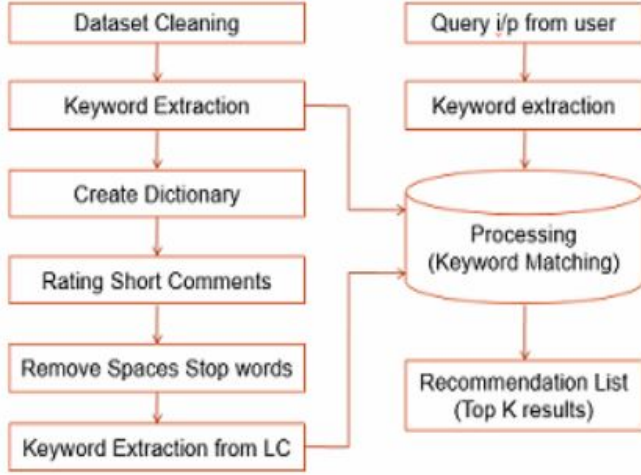 Dataset Cleaning
Keyword Extraction
Create Dictionary
Rating Short Comments
Remove Spaces Stop words
Keyword Extraction from LC
Query i/p from user
Keyword extraction
Processing
(Keyword Matching)
Recommendation List
(Top K results)